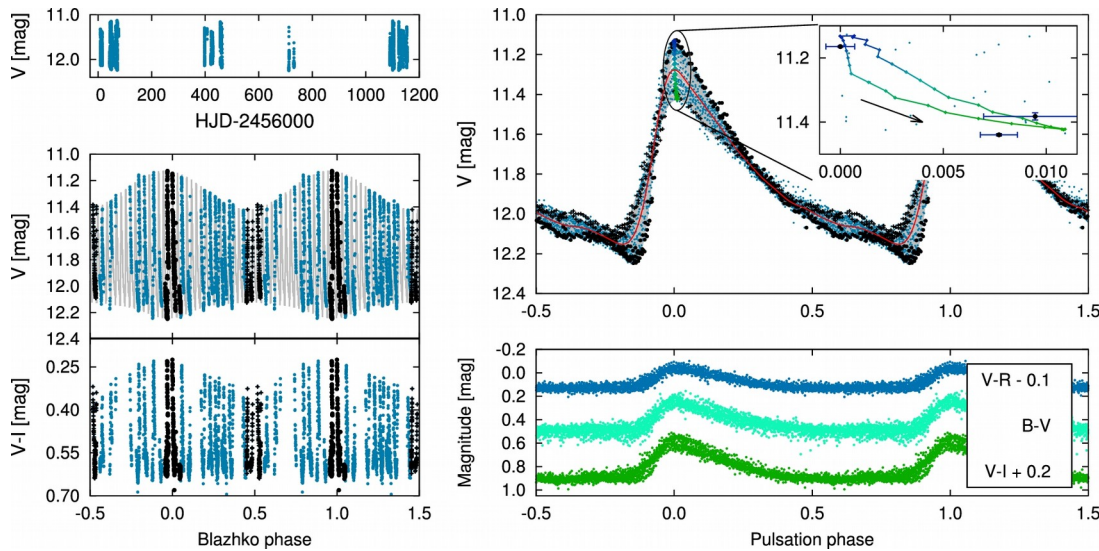 11.0
12.0
V [mag]
0 200 400 600 800 1000 1200
HJD-2456000
11.0
11.3
11.5
11.8
12.0
12.2
12.4
V [mag]
0.25
0.40
0.55
0.70
V-I [mag]
-0.5 0.0 0.5 1.0 1.5
Blazhko phase
11.0
11.2
11.4
11.6
11.8
12.0
12.2
12.4
V [mag]
-0.5 0.0 0.5 1.0 1.5
11.2
11.4
0.000 0.005 0.010
-0.2
0.0
0.2
0.4
0.6
0.8
1.0
Magnitude [mag]
V-R - 0.1
B-V
V-I + 0.2
-0.5 0.0 0.5 1.0 1.5
Pulsation phase